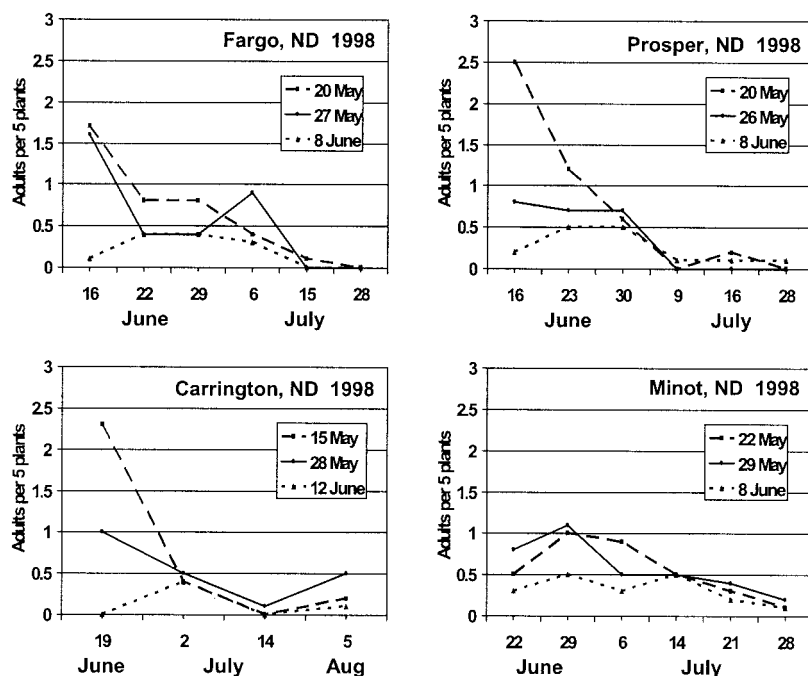 Fargo, ND 1998
Adults per 5 plants
3
2.5
2
1.5
1
0.5
0
20 May
27 May
8 June
16 22 29 6 15 28
June July
Prosper, ND 1998
Adults per 5 plants
3
2.5
2
1.5
1
0.5
0
20 May
26 May
8 June
16 23 30 9 16 28
June July
Carrington, ND 1998
Adults per 5 plants
3
2.5
2
1.5
1
0.5
0
15 May
28 May
12 June
19 2 14 5
June July Aug
Minot, ND 1998
Adults per 5 plants
3
2.5
2
1.5
1
0.5
0
22 May
29 May
8 June
22 29 6 14 21 28
June July